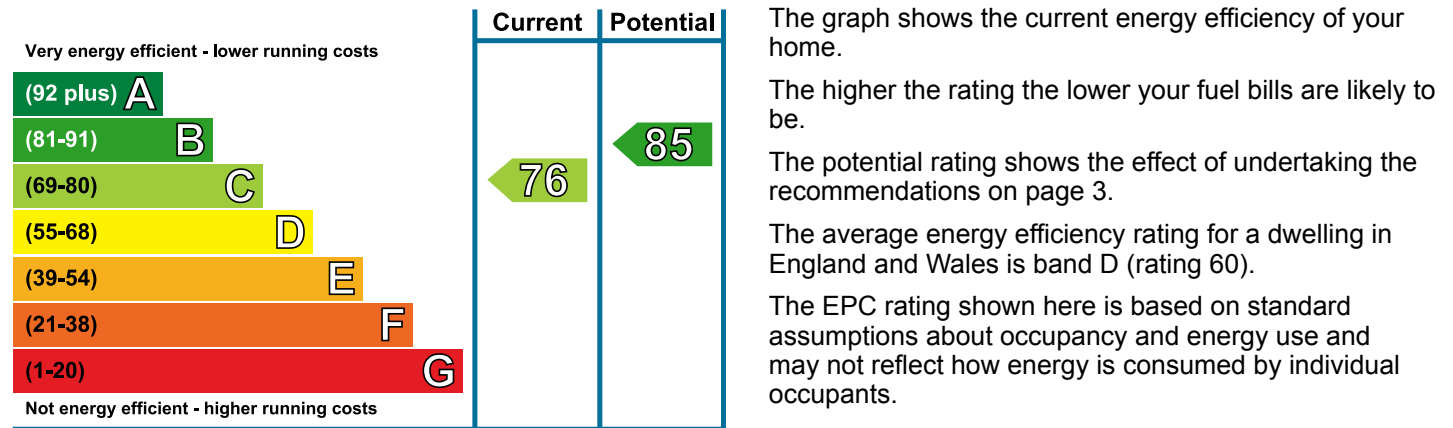 Current Potential
Very energy efficient - lower running costs
(92 plus) A
(81-91) B
(69-80) C
(55-68) D
(39-54) E
(21-38) F
(1-20) G
Not energy efficient - higher running costs
76
85
The graph shows the current energy efficiency of your
home.
The higher the rating the lower your fuel bills are likely to
be.
The potential rating shows the effect of undertaking the
recommendations on page 3.
The average energy efficiency rating for a dwelling in
England and Wales is band D (rating 60).
The EPC rating shown here is based on standard
assumptions about occupancy and energy use and
may not reflect how energy is consumed by individual
occupants.